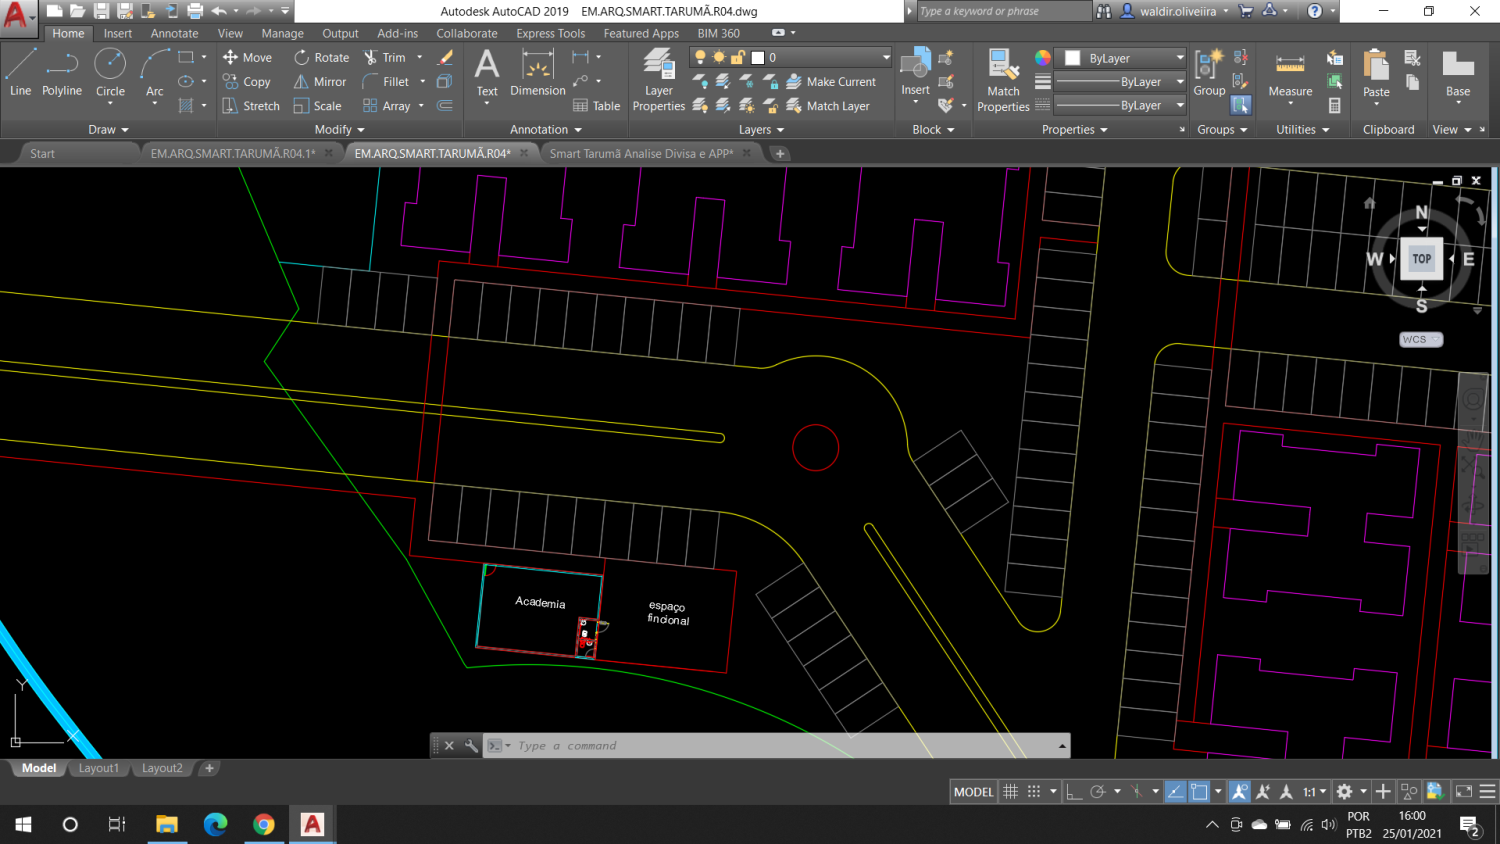 Autodesk AutoCAD 2019 EM.ARQ.SMART.TARUMÃ.R04.dwg
Type a keyword or phrase
waldir.oliveiira
Home Insert Annotate View Manage Output Add-ins Collaborate Express Tools Featured Apps BIM 360
Line Polyline Circle Arc
Move Rotate Trim
Copy Mirror Fillet
Stretch Scale Array
Text Dimension Table
Layer Properties
0
Make Current
Match Layer
Insert
Match Properties
ByLayer
ByLayer
ByLayer
Group
Measure
Paste
Base
Draw Modify Annotation Layers Block Properties Groups Utilities Clipboard View
Start EM.ARQ.SMART.TARUMÃ.R04.1* EM.ARQ.SMART.TARUMÃ.R04* Smart Tarumã Analise Divisa e APP*
N
W TOP E
S
WCS
Academia
espaço
fincional
Y
X
Type a command
Model Layout1 Layout2
MODEL 1:1
POR 16:00
PTB2 25/01/2021
2